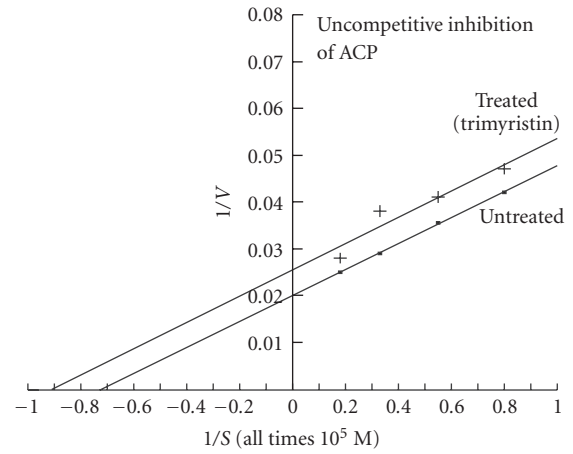 0.08
Uncompetitive inhibition
of ACP
0.07
0.06
Treated
(trimyristin)
0.05
1/V
0.04
Untreated
0.03
0.02
0.01
−1 −0.8 −0.6 −0.4 −0.2 0 0.2 0.4 0.6 0.8 1
1/S (all times 10⁵ M)